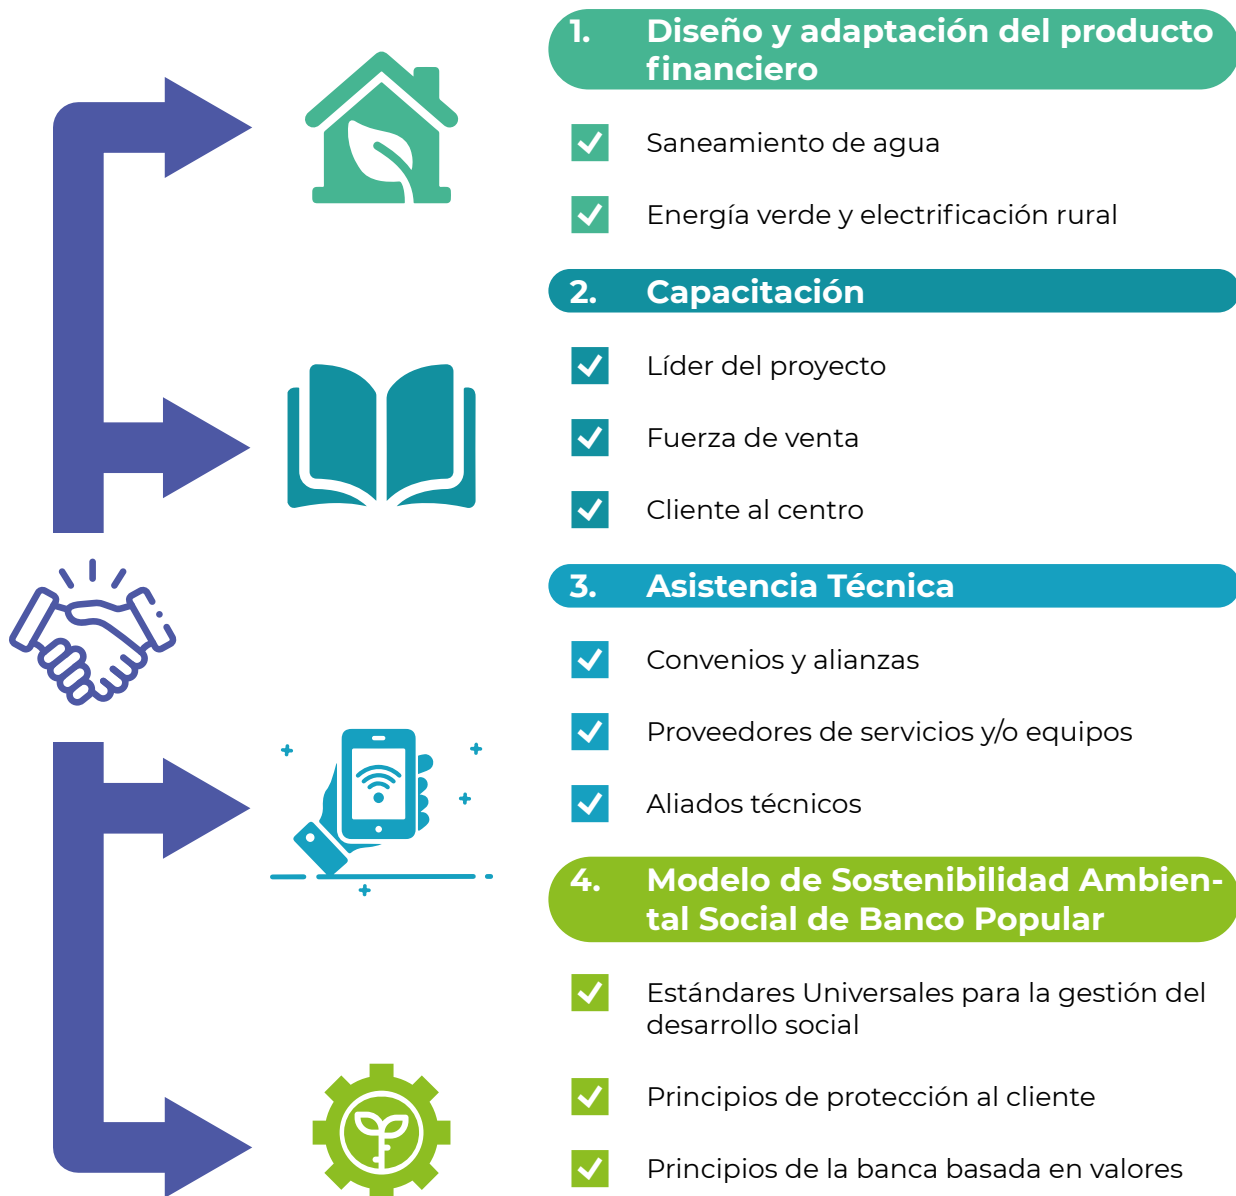 1. Diseño y adaptación del producto
financiero
Saneamiento de agua
Energía verde y electrificación rural
2. Capacitación
Líder del proyecto
Fuerza de venta
Cliente al centro
3. Asistencia Técnica
Convenios y alianzas
Proveedores de servicios y/o equipos
Aliados técnicos
4. Modelo de Sostenibilidad Ambien-
tal Social de Banco Popular
Estándares Universales para la gestión del
desarrollo social
Principios de protección al cliente
Principios de la banca basada en valores